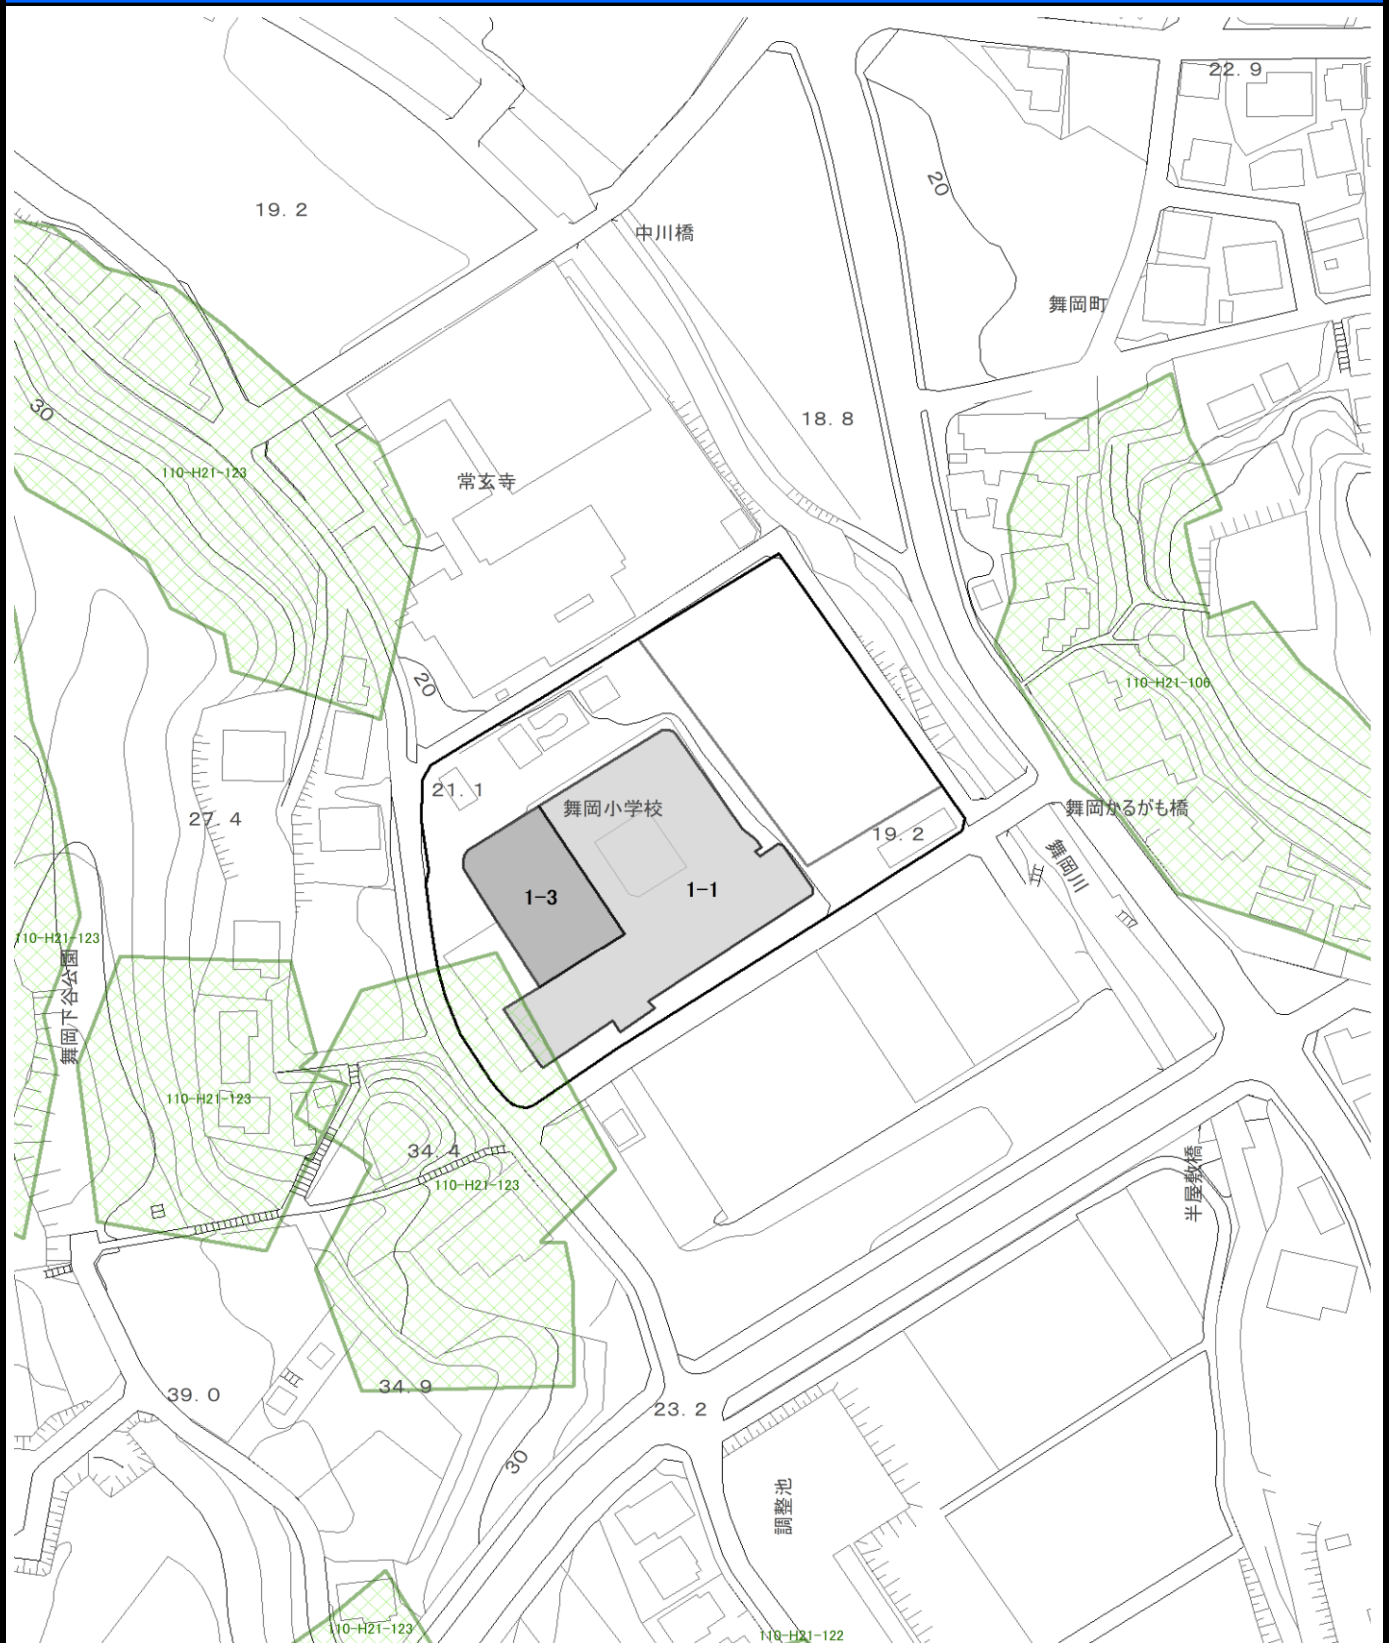 22. 9
20
19. 2
中川橋
舞岡町
30
18. 8
110-H21-123
常玄寺
20
110-H21-106
21. 1
舞岡小学校
舞岡かるがも橋
27. 4
19. 2
舞岡川
1-3
1-1
110-H21-123
舞岡下谷公園
110-H21-123
34. 4
110-H21-123
半屋敷橋
34. 9
39. 0
23. 2
30
調整池
110-H21-123
110-H21-122